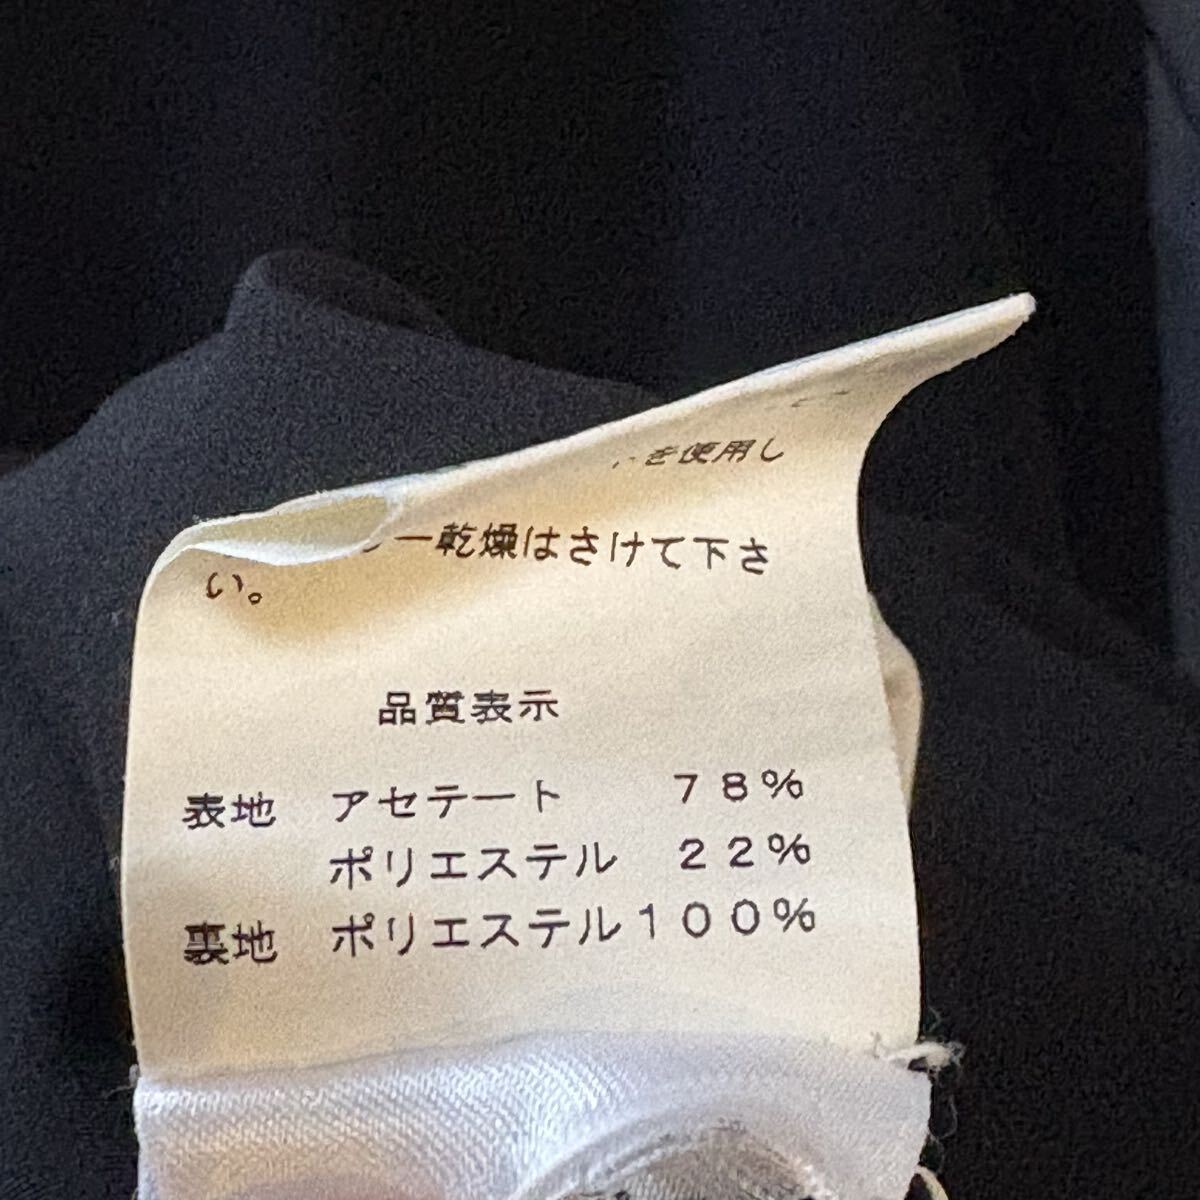 を使用し
ー乾燥はさけて下さ
い。
品質表示
表地 アセテート 78%
ポリエステル 22%
裏地 ポリエステル100%